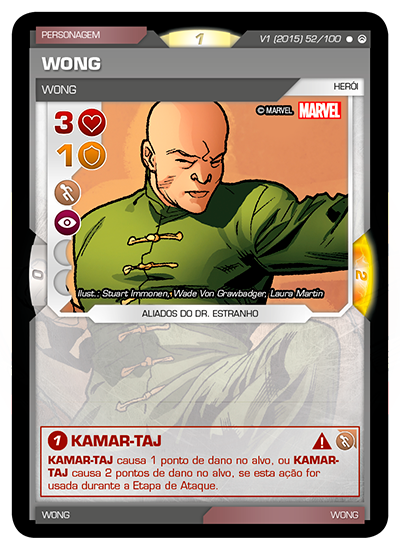 PERSONAGEM
1
V1 (2015) 52/100
WONG
WONG
HERÓI
3
© MARVEL MARVEL
1
0
2
Ilust.: Stuart Immonen, Wade Von Grawbadger, Laura Martin
ALIADOS DO DR. ESTRANHO
1 KAMAR-TAJ
KAMAR-TAJ causa 1 ponto de dano no alvo, ou KAMAR-
TAJ causa 2 pontos de dano no alvo, se esta ação for
usada durante a Etapa de Ataque.
WONG
WONG